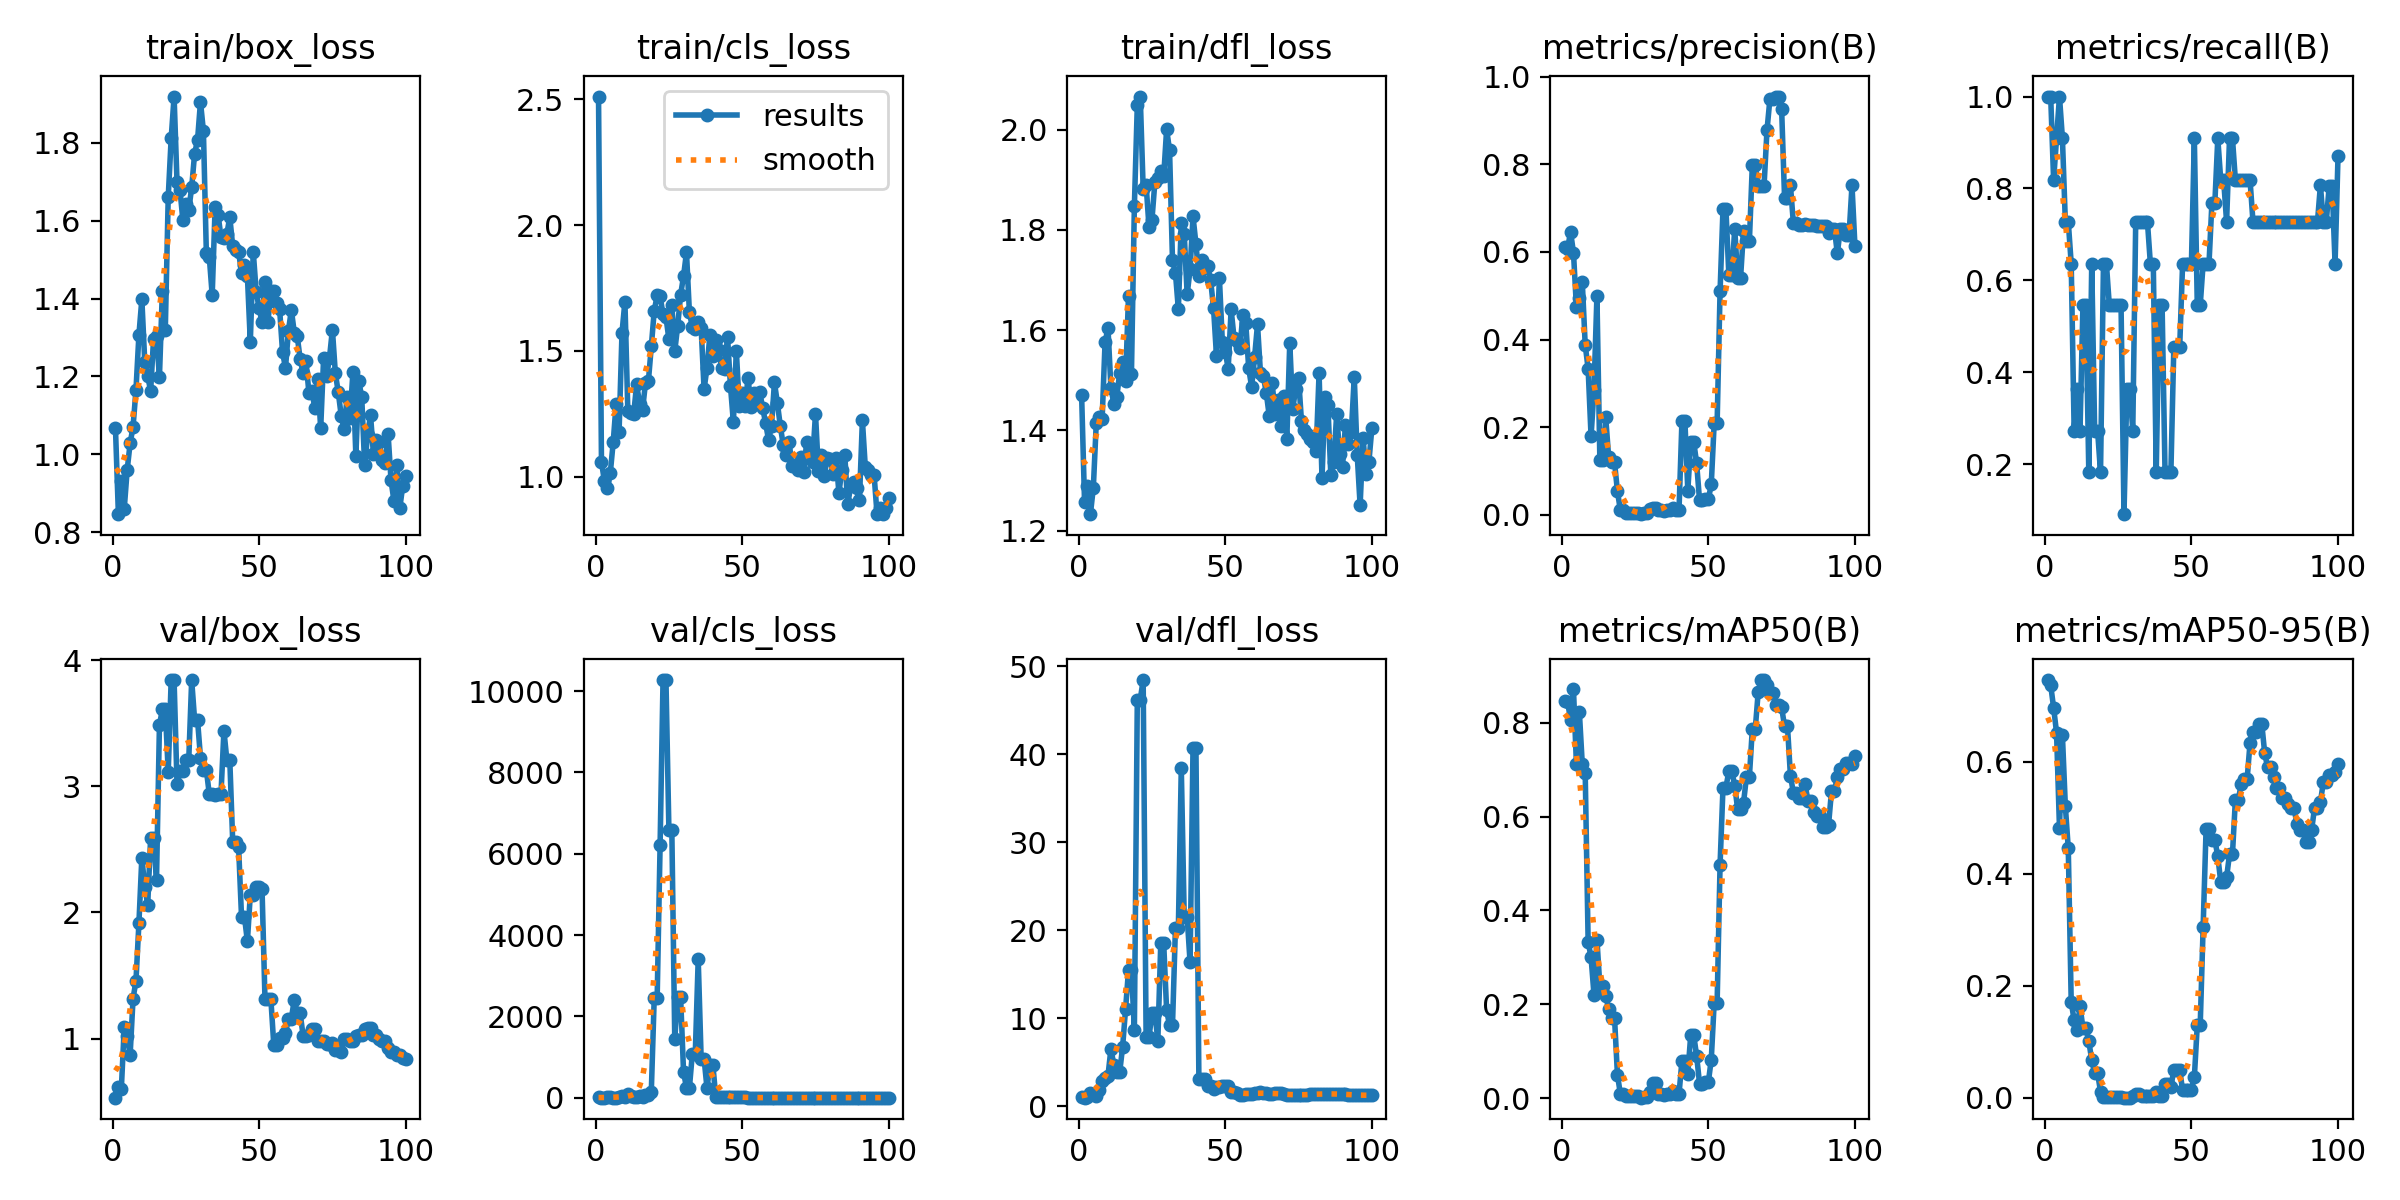 train/box_loss
1.8
1.6
1.4
1.2
1.0
0.8
0 50 100
train/cls_loss
results
smooth
2.5
2.0
1.5
1.0
0 50 100
train/dfl_loss
2.0
1.8
1.6
1.4
1.2
0 50 100
metrics/precision(B)
1.0
0.8
0.6
0.4
0.2
0.0
0 50 100
metrics/recall(B)
1.0
0.8
0.6
0.4
0.2
0 50 100
val/box_loss
4
3
2
1
0 50 100
val/cls_loss
10000
8000
6000
4000
2000
0
0 50 100
val/dfl_loss
50
40
30
20
10
0
0 50 100
metrics/mAP50(B)
0.8
0.6
0.4
0.2
0.0
0 50 100
metrics/mAP50-95(B)
0.6
0.4
0.2
0.0
0 50 100